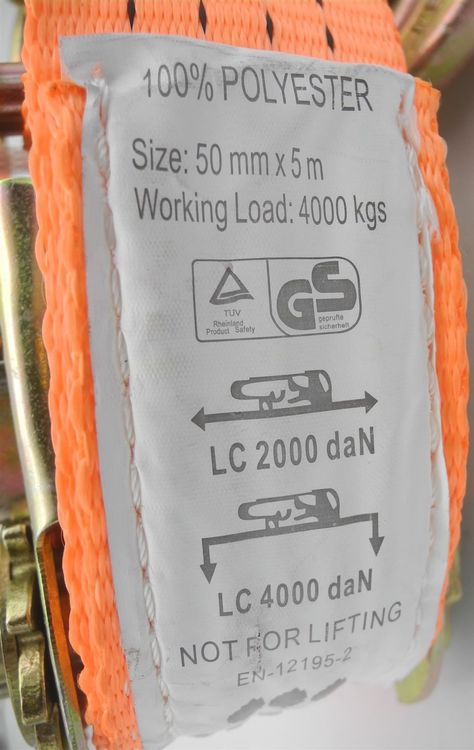 100% POLYESTER
Size: 50 mm x 5 m
Working Load: 4000 kgs
TÜV
Rheinland
Product Safety
GS
geprüfte
sicherheit
LC 2000 daN
LC 4000 daN
NOT FOR LIFTING
EN-12195-2